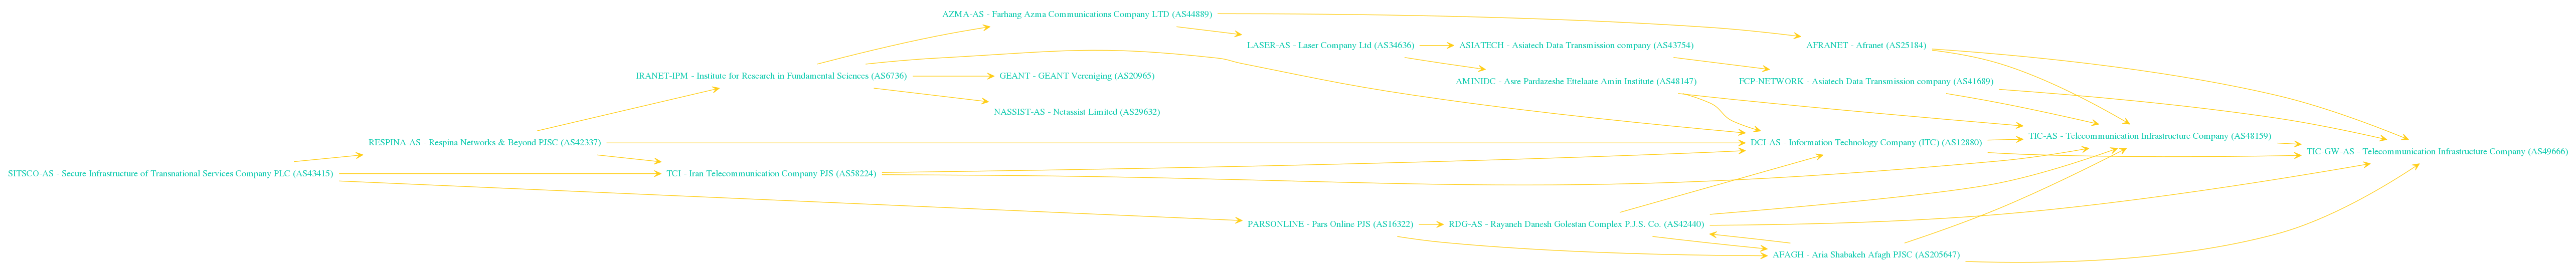 AZMA-AS - Farhang Azma Communications Company LTD (AS44889)
LASER-AS - Laser Company Ltd (AS34636)
ASIATECH - Asiatech Data Transmission company (AS43754)
AFRANET - Afranet (AS25184)
IRANET-IPM - Institute for Research in Fundamental Sciences (AS6736)
GEANT - GEANT Vereniging (AS20965)
AMINIDC - Asre Pardazeshe Ettelaate Amin Institute (AS48147)
FCP-NETWORK - Asiatech Data Transmission company (AS41689)
NASSIST-AS - Netassist Limited (AS29632)
RESPINA-AS - Respina Networks & Beyond PJSC (AS42337)
DCI-AS - Information Technology Company (ITC) (AS12880)
TIC-AS - Telecommunication Infrastructure Company (AS48159)
TIC-GW-AS - Telecommunication Infrastructure Company (AS49666)
SITSCO-AS - Secure Infrastructure of Transnational Services Company PLC (AS43415)
TCI - Iran Telecommunication Company PJS (AS58224)
PARSONLINE - Pars Online PJS (AS16322)
RDG-AS - Rayaneh Danesh Golestan Complex P.J.S. Co. (AS42440)
AFAGH - Aria Shabakeh Afagh PJSC (AS205647)